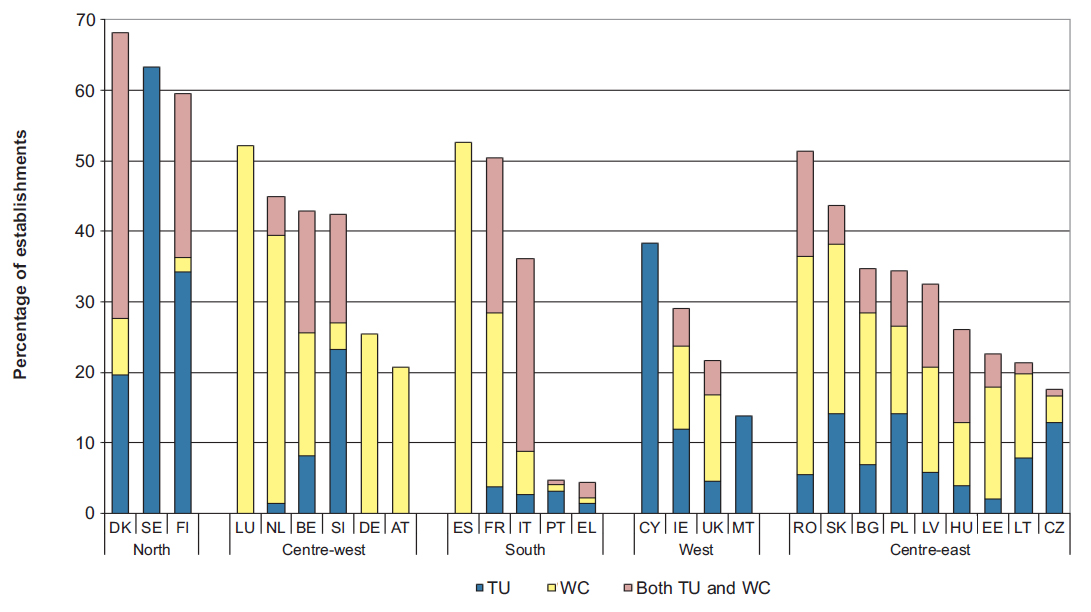 Percentage of establishments
70
60
50
40
30
20
10
0
DK SE FI LU NL BE SI DE AT ES FR IT PT EL CY IE UK MT RO SK BG PL LV HU EE LT CZ
North Centre-west South West Centre-east
TU WC Both TU and WC